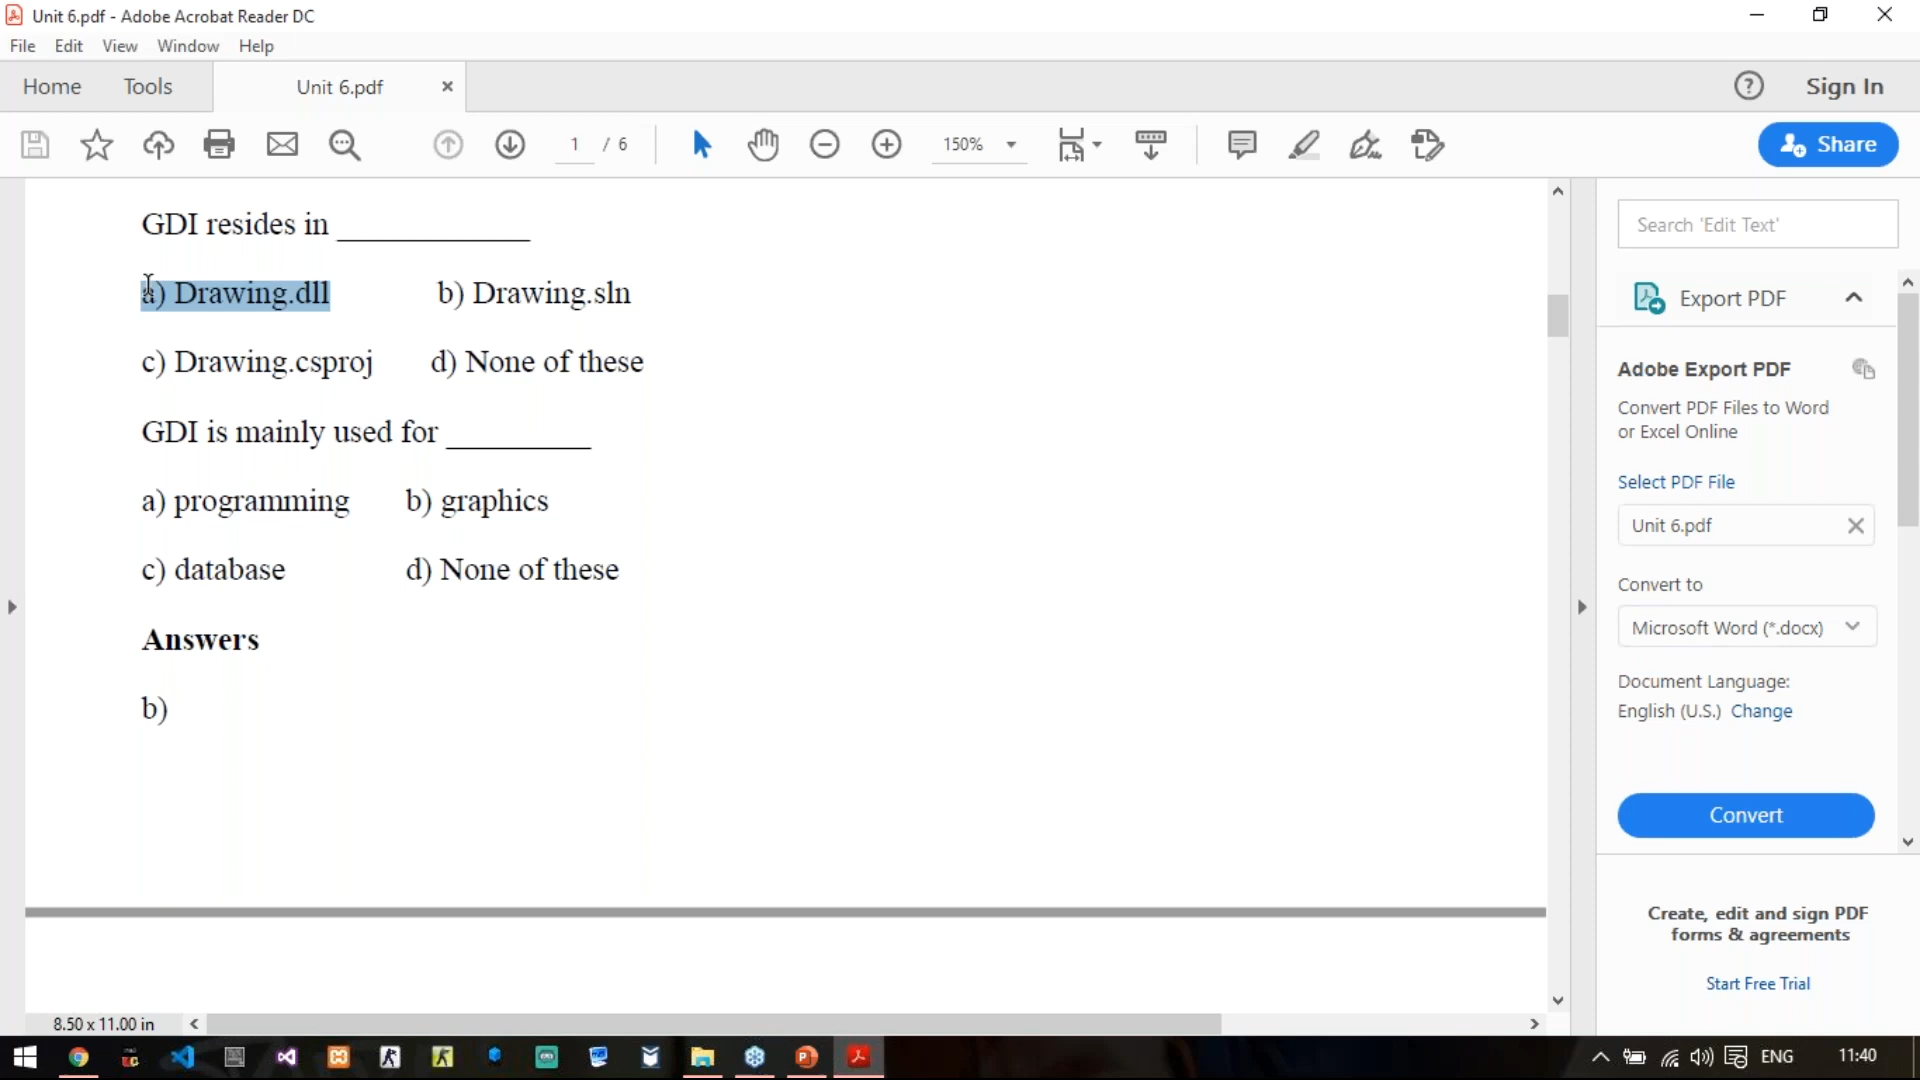 Unit 6.pdf - Adobe Acrobat Reader DC
File Edit View Window Help
Home Tools Unit 6.pdf × Sign In
1 / 6 150% Share
GDI resides in ____________
a) Drawing.dll b) Drawing.sln
c) Drawing.csproj d) None of these
GDI is mainly used for _________
a) programming b) graphics
c) database d) None of these
Answers
b)
8.50 x 11.00 in
Search 'Edit Text'
Export PDF
Adobe Export PDF
Convert PDF Files to Word
or Excel Online
Select PDF File
Unit 6.pdf
Convert to
Microsoft Word (*.docx)
Document Language:
English (U.S.) Change
Convert
Create, edit and sign PDF
forms & agreements
Start Free Trial
ENG 11:40